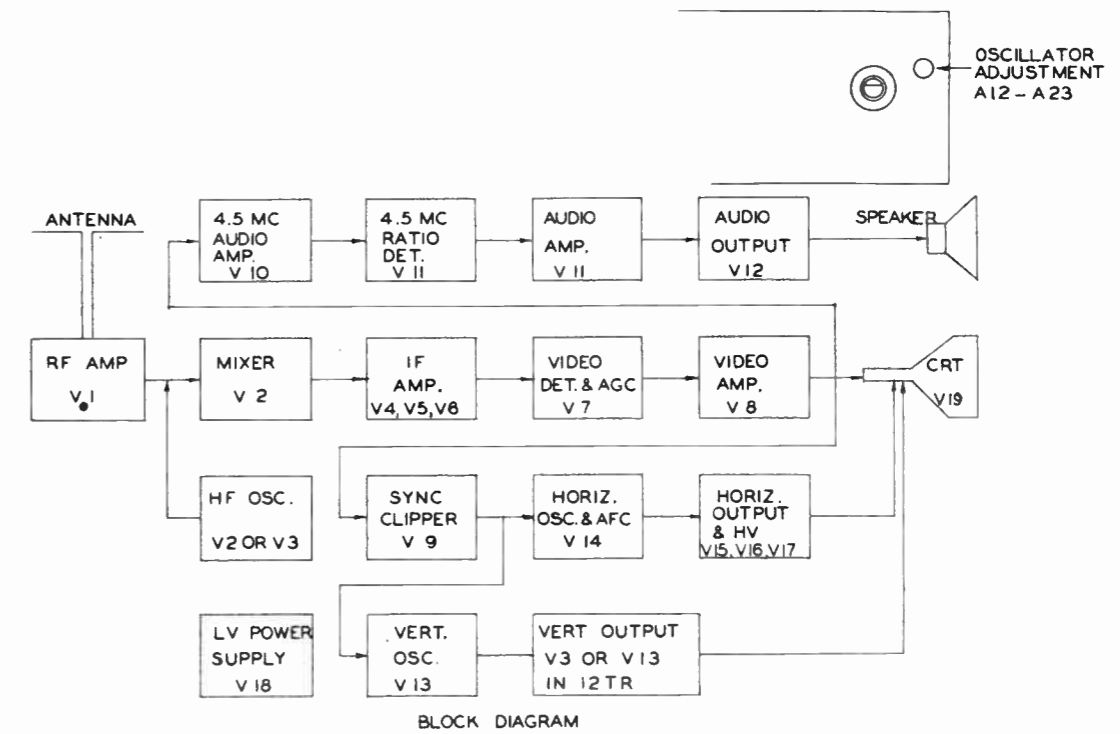 OSCILLATOR
ADJUSTMENT
A12-A23
ANTENNA
4.5 MC
AUDIO
AMP.
V 10
4.5 MC
RATIO
DET.
V 11
AUDIO
AMP.
V 11
AUDIO
OUTPUT
V12
SPEAKER
RF AMP
V 1
MIXER
V 2
IF
AMP.
V4, V5, V6
VIDEO
DET. & AGC
V 7
VIDEO
AMP.
V 8
CRT
V19
HF OSC.
V2 OR V3
SYNC
CLIPPER
V 9
HORIZ.
OSC. & AFC
V 14
HORIZ.
OUTPUT
& HV
V15, V16, V17
LV POWER
SUPPLY
V 18
VERT.
OSC.
V 13
VERT OUTPUT
V3 OR V13
IN 12TR
BLOCK DIAGRAM